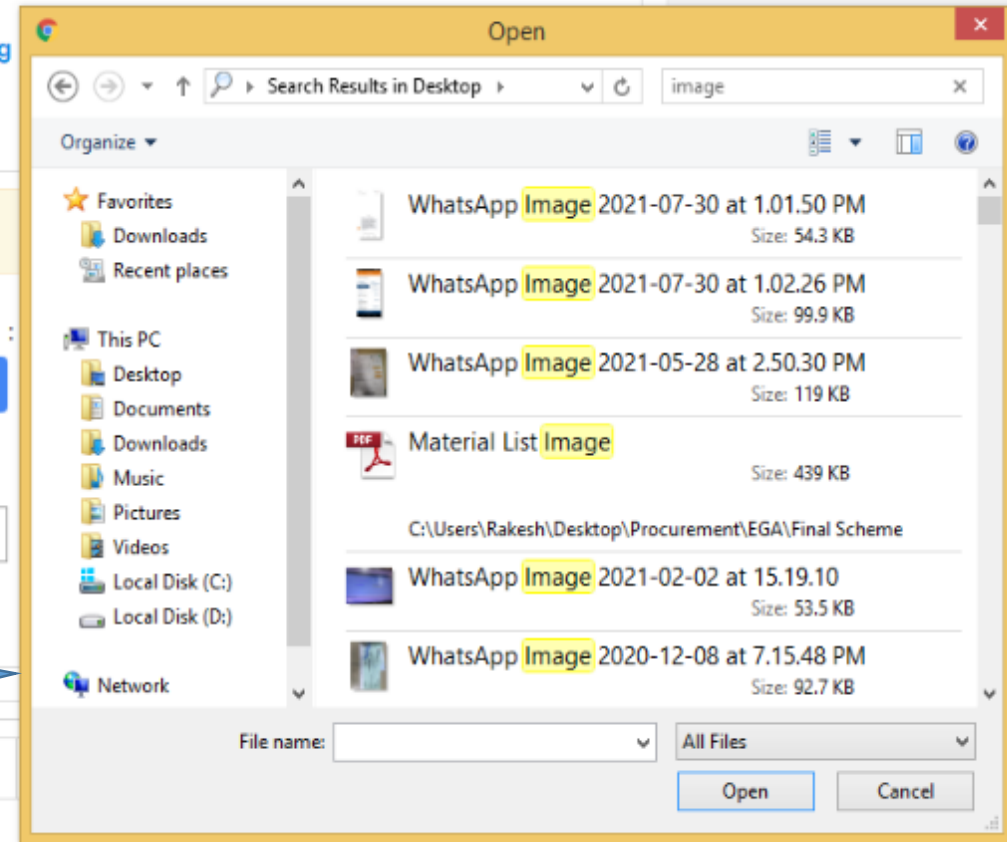 g
Open
Search Results in Desktop
image
Organize
Favorites
Downloads
Recent places
:
This PC
Desktop
Documents
Downloads
Music
Pictures
Videos
Local Disk (C:)
Local Disk (D:)
Network
WhatsApp Image 2021-07-30 at 1.01.50 PM
Size: 54.3 KB
WhatsApp Image 2021-07-30 at 1.02.26 PM
Size: 99.9 KB
WhatsApp Image 2021-05-28 at 2.50.30 PM
Size: 119 KB
PDF
Material List Image
Size: 439 KB
C:\Users\Rakesh\Desktop\Procurement\EGA\Final Scheme
WhatsApp Image 2021-02-02 at 15.19.10
Size: 53.5 KB
WhatsApp Image 2020-12-08 at 7.15.48 PM
Size: 92.7 KB
File name:
All Files
Open
Cancel